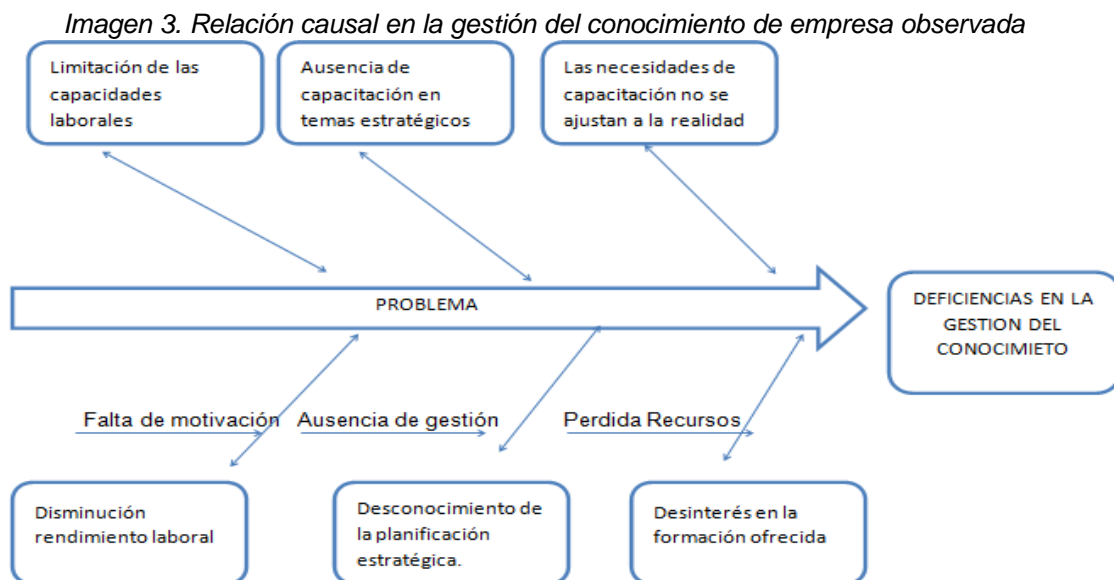 Imagen 3. Relación causal en la gestión del conocimiento de empresa observada
Limitación de las
capacidades
laborales
Ausencia de
capacitación en
temas estratégicos
Las necesidades de
capacitación no se
ajustan a la realidad
PROBLEMA
DEFICIENCIAS EN LA
GESTION DEL
CONOCIMIETO
Falta de motivación
Ausencia de gestión
Perdida Recursos
Disminución
rendimiento laboral
Desconocimiento de
la planificación
estratégica.
Desinterés en la
formación ofrecida